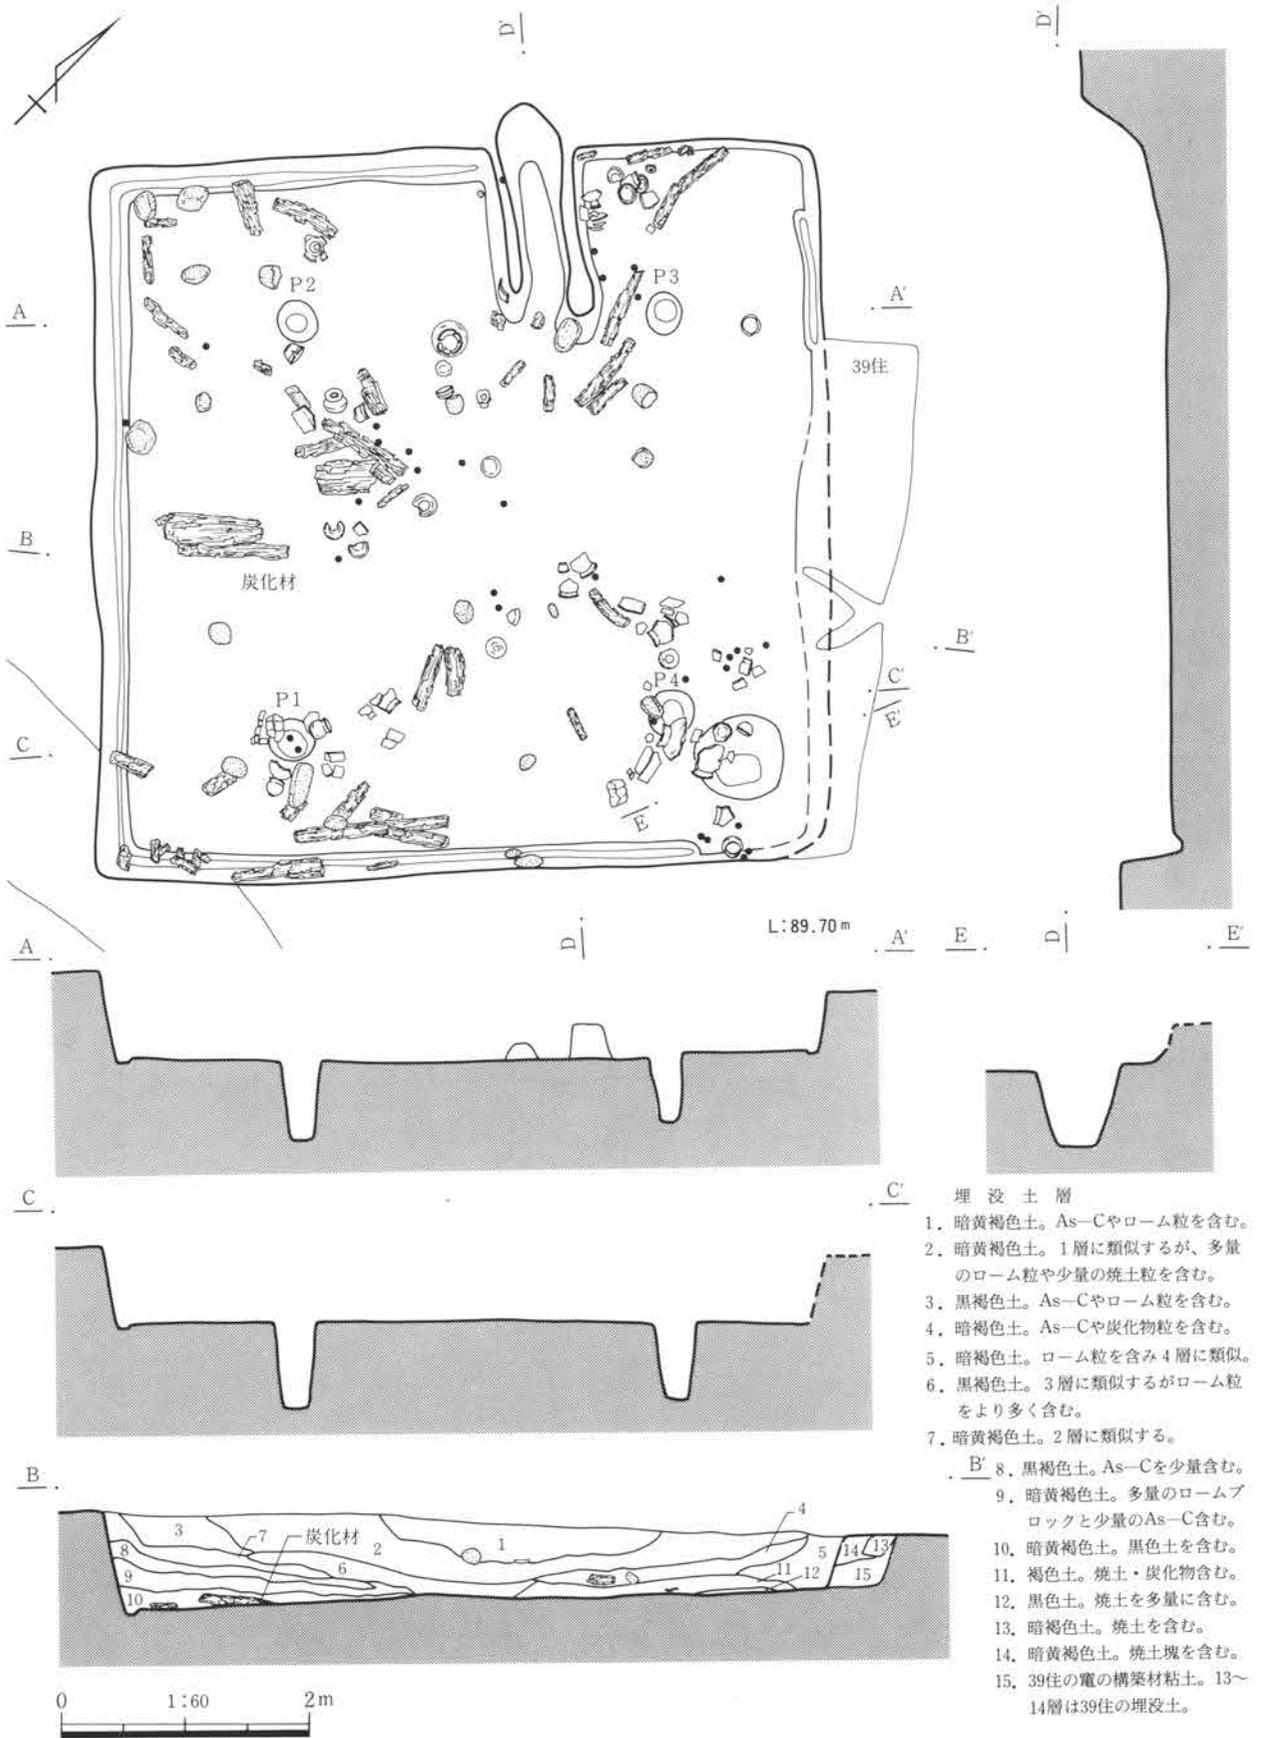 D′
D′
P2
P3
A
A′
39住
B
炭化材
B′
C′
P4
P1
E′
C
E
L:89.70m
A
D
A′
E
D
E′
C
C′
埋没土層
1．暗黄褐色土。As—Cやローム粒を含む。
2．暗黄褐色土。1層に類似するが、多量
のローム粒や少量の焼土粒を含む。
3．黒褐色土。As—Cやローム粒を含む。
4．暗褐色土。As—Cや炭化物粒を含む。
5．暗褐色土。ローム粒を含み4層に類似。
6．黒褐色土。3層に類似するがローム粒
をより多く含む。
7．暗黄褐色土。2層に類似する。
B
B′
8．黒褐色土。As—Cを少量含む。
9．暗黄褐色土。多量のロームブ
ロックと少量のAs—C含む。
10．暗黄褐色土。黒色土を含む。
11．褐色土。焼土・炭化物含む。
12．黒色土。焼土を多量に含む。
13．暗褐色土。焼土を含む。
14．暗黄褐色土。焼土塊を含む。
15．39住の竃の構築材粘土。13～
14層は39住の埋没土。
4
3
7
炭化材
2
1
8
6
5
14
13
9
11
12
15
10
0
1:60
2m